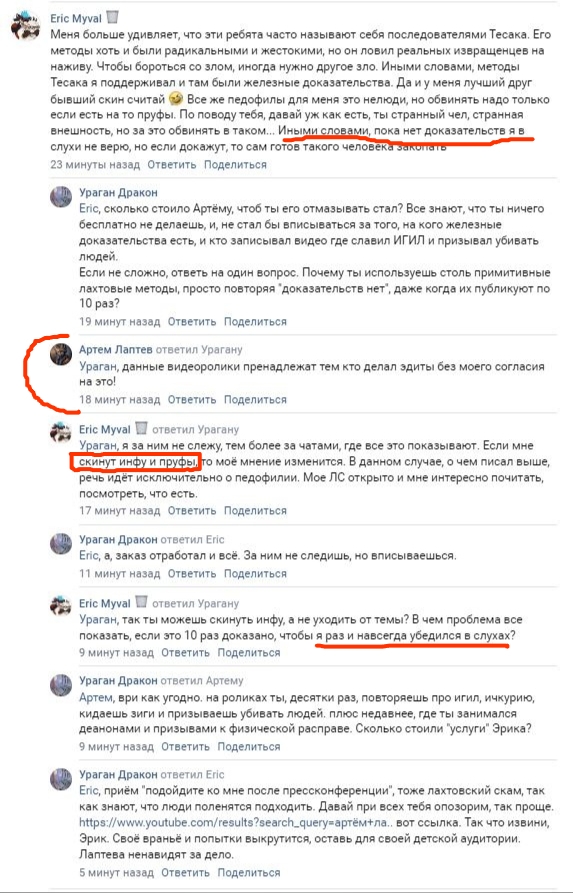 Eric Myval
Меня больше удивляет, что эти ребята часто называют себя последователями Тесака. Его
методы хоть и были радикальными и жестокими, но он ловил реальных извращенцев на
наживу. Чтобы бороться со злом, иногда нужно другое зло. Иными словами, методы
Тесака я поддерживал и там были железные доказательства. Да и у меня лучший друг
бывший скин считай 🤣 Все же педофилы для меня это нелюди, но обвинять надо только
если есть на то пруфы. По поводу тебя, давай уж как есть, ты странный чел, странная
внешность, но за это обвинять в таком... Иными словами, пока нет доказательств я в
слухи не верю, но если докажут, то сам готов такого человека закопать
23 минуты назад Ответить Поделиться
Ураган Дракон
Eric, сколько стоило Артёму, чтоб ты его отмазывать стал? Все знают, что ты ничего
бесплатно не делаешь, и, не стал бы вписываться за того, на кого железные
доказательства есть, и кто записывал видео где славил ИГИЛ и призывал убивать
людей.
Если не сложно, ответь на один вопрос. Почему ты используешь столь примитивные
лахтовые методы, просто повторяя "доказательств нет", даже когда их публикуют по
10 раз?
19 минут назад Ответить Поделиться
Артем Лаптев ответил Урагану
Ураган, данные видеоролики пренадлежат тем кто делал эдиты без моего согласия
на это!
18 минут назад Ответить Поделиться
Eric Myval 🗑 ответил Урагану
Ураган, я за ним не слежу, тем более за чатами, где все это показывают. Если мне
скинут инфу и пруфы, то моё мнение изменится. В данном случае, о чем писал выше,
речь идёт исключительно о педофилии. Мое ЛС открыто и мне интересно почитать,
посмотреть, что есть.
17 минут назад Ответить Поделиться
Ураган Дракон ответил Eric
Eric, а, заказ отработал и всё. За ним не следишь, но вписываешься.
11 минут назад Ответить Поделиться
Eric Myval 🗑 ответил Урагану
Ураган, так ты можешь скинуть инфу, а не уходить от темы? В чем проблема все
показать, если это 10 раз доказано, чтобы я раз и навсегда убедился в слухах?
9 минут назад Ответить Поделиться
Ураган Дракон ответил Артему
Артем, ври как угодно. на роликах ты, десятки раз, повторяешь про игил, ичкурию,
кидаешь зиги и призываешь убивать людей. плюс недавнее, где ты занимался
деанонами и призывами к физической расправе. Сколько стоили "услуги" Эрика?
9 минут назад Ответить Поделиться
Ураган Дракон ответил Eric
Eric, приём "подойдите ко мне после прессконференции", тоже лахтовский скам, так
как знают, что люди поленятся подходить. Давай при всех тебя опозорим, так проще.
https://www.youtube.com/results?search_query=артём+ла.. вот ссылка. Так что извини,
Эрик. Своё враньё и попытки выкрутится, оставь для своей детской аудитории.
Лаптева ненавидят за дело.
5 минут назад Ответить Поделиться